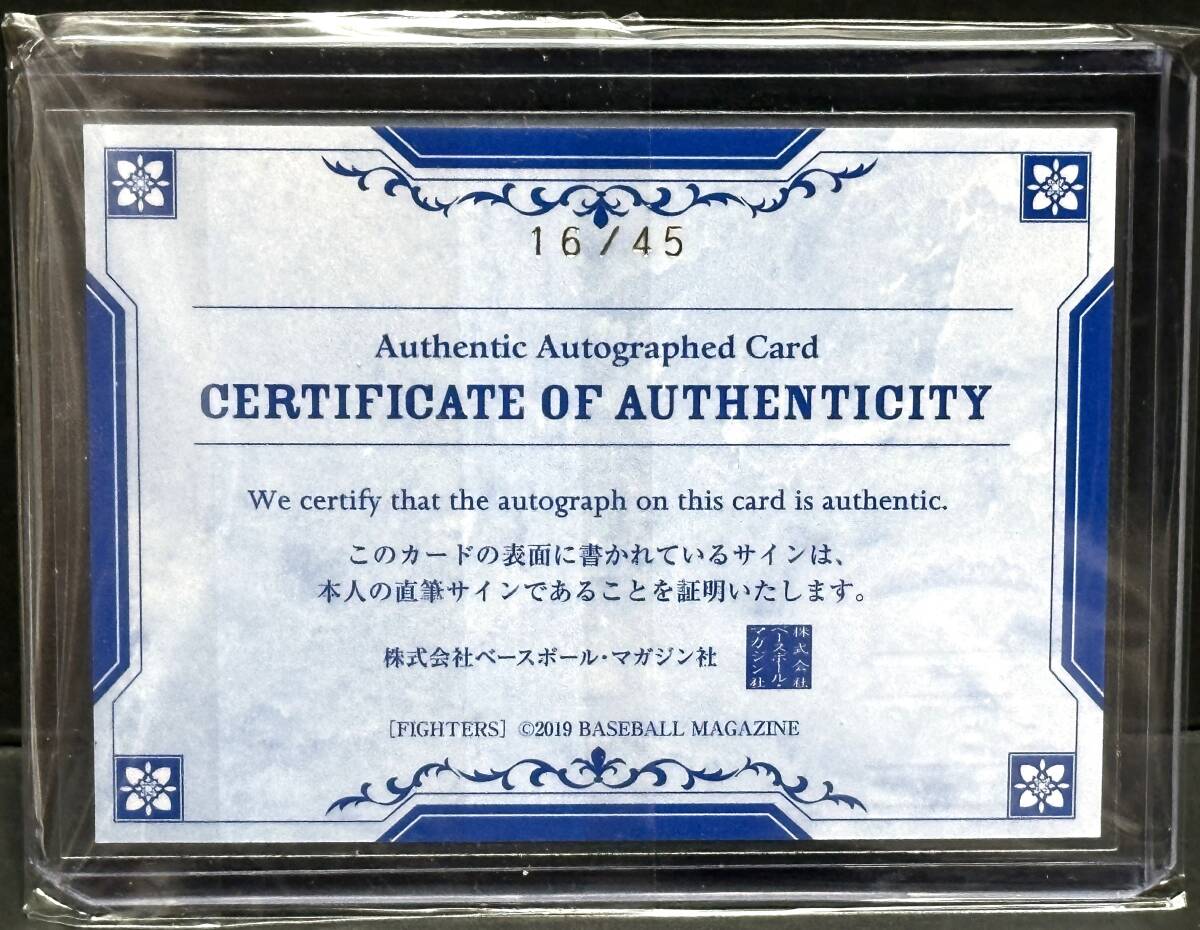 16/45
Authentic Autographed Card
CERTIFICATE OF AUTHENTICITY
We certify that the autograph on this card is authentic.
このカードの表面に書かれているサインは、
本人の直筆サインであることを証明いたします。
株式会社ベースボール・マガジン社
株式会社
ベースボール・
マガジン社
[FIGHTERS] ©2019 BASEBALL MAGAZINE